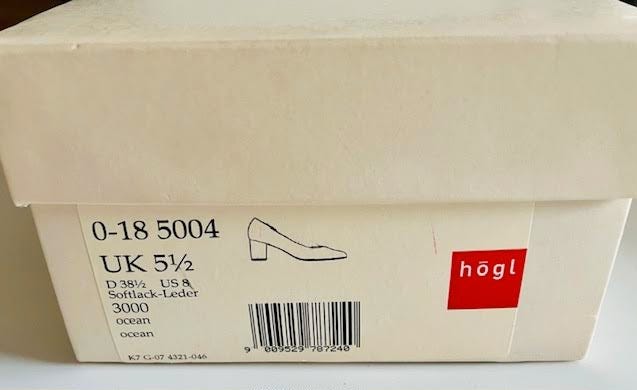 0-18 5004
UK 5½
D 38½ US 8
Softlack-Leder
3000
ocean
ocean
K7 G-07 4321-046
9 009529 787240
högl